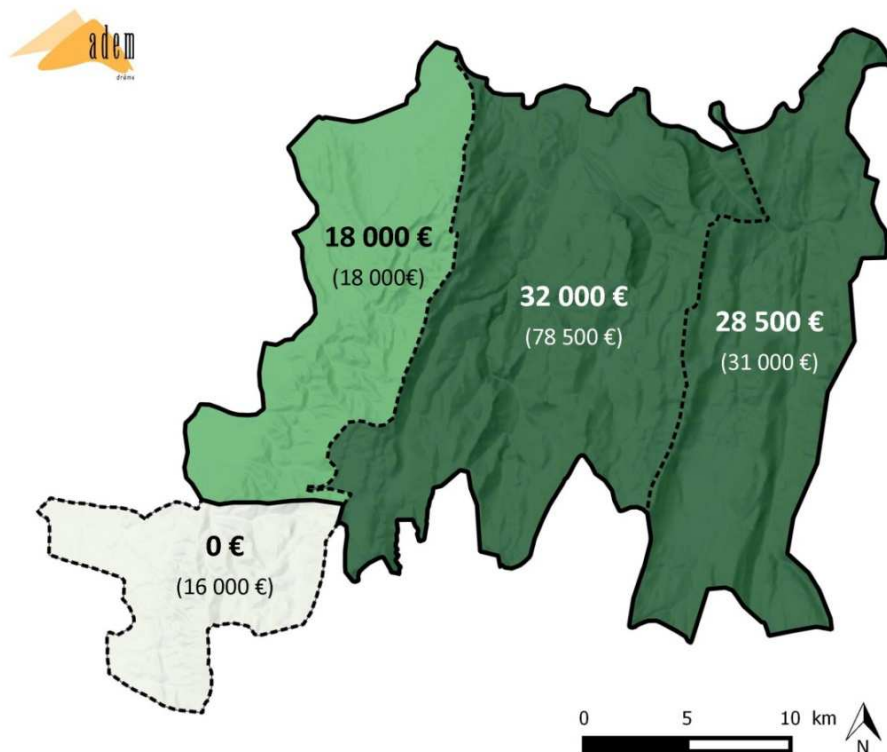 adem
drôme
18 000 €
(18 000€)
32 000 €
(78 500 €)
28 500 €
(31 000 €)
0 €
(16 000 €)
0 5 10 km
N